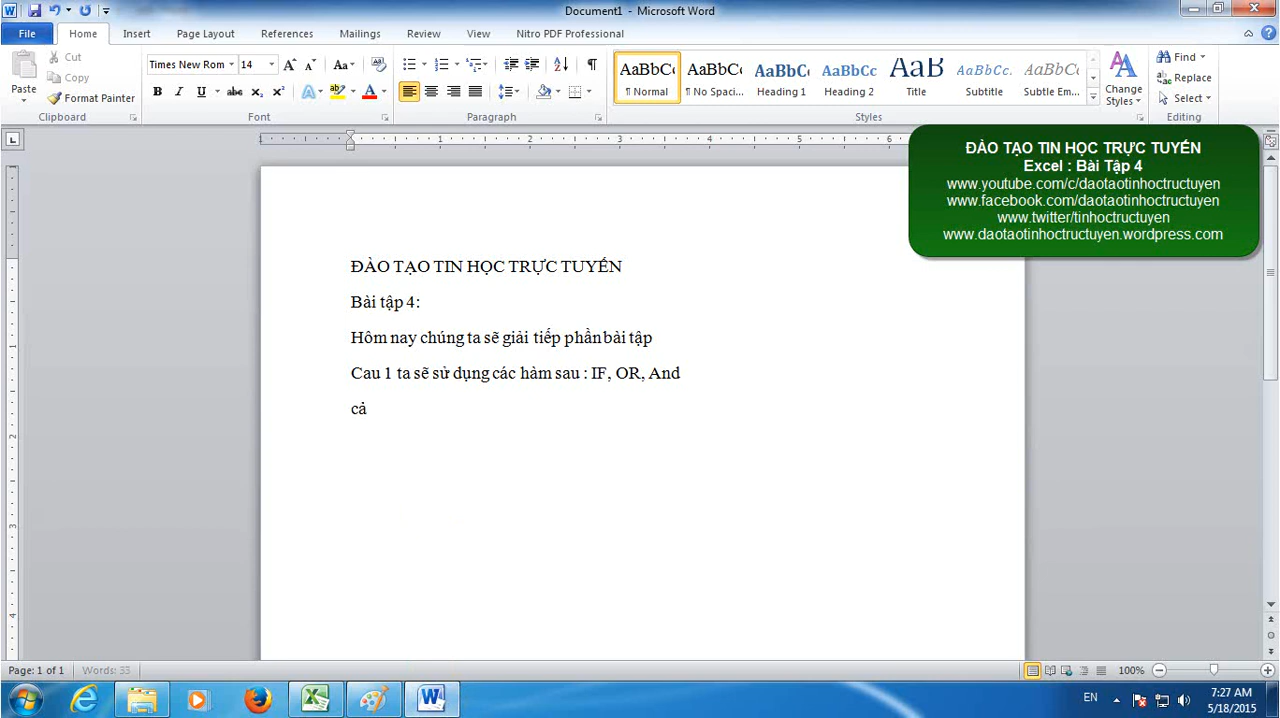 Document1 - Microsoft Word
File Home Insert Page Layout References Mailings Review View Nitro PDF Professional
Paste
Cut
Copy
Format Painter
Clipboard
Times New Rom 14
Font
Paragraph
AaBbCc ¶ Normal
AaBbCc ¶ No Spaci...
AaBbCc Heading 1
AaBbCc Heading 2
AaB Title
AaBbCc. Subtitle
AaBbCc. Subtle Em...
Change Styles
Styles
Find
Replace
Select
Editing
ĐÀO TẠO TIN HỌC TRỰC TUYẾN
Excel : Bài Tập 4
www.youtube.com/c/daotaotinhoctructuyen
www.facebook.com/daotaotinhoctructuyen
www.twitter/tinhoctructuyen
www.daotaotinhoctructuyen.wordpress.com
ĐÀO TẠO TIN HỌC TRỰC TUYẾN
Bài tập 4:
Hôm nay chúng ta sẽ giải tiếp phần bài tập
Cau 1 ta sẽ sử dụng các hàm sau : IF, OR, And
cả
Page: 1 of 1 Words: 33 100%
EN 7:27 AM
5/18/2015